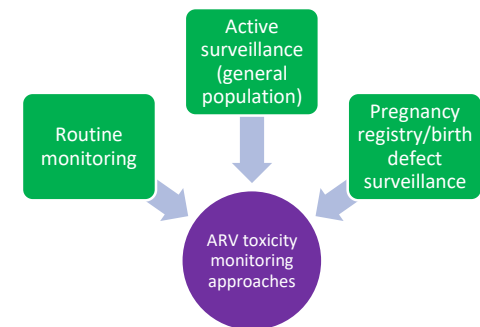 Active
surveillance
(general
population)
Routine
monitoring
Pregnancy
registry/birth
defect
surveillance
ARV toxicity
monitoring
approaches